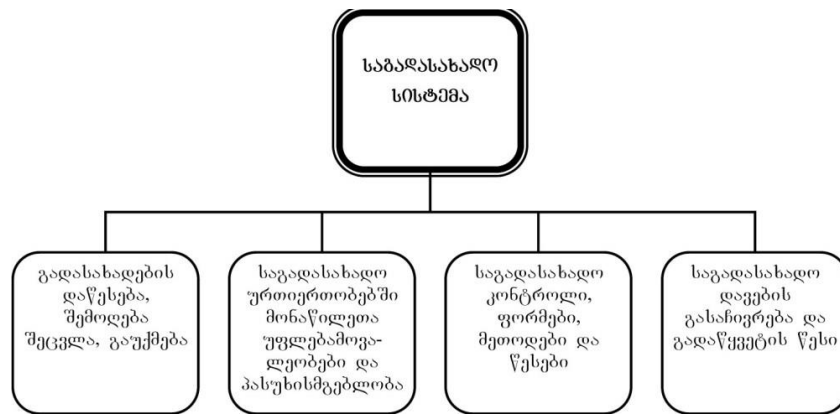 საგადასახადო
სისტემა
გადასახადების
დაწესება,
შემოღება
შეცვლა, გაუქმება
საგადასახადო
ურთიერთობებში
მონაწილეთა
უფლებამოვა-
ლეობები და
პასუხისმგებლობა
საგადასახადო
კონტროლი,
ფორმები,
მეთოდები და
წესები
საგადასახადო
დავების
გასაჩივრება და
გადაწყვეტის წესი